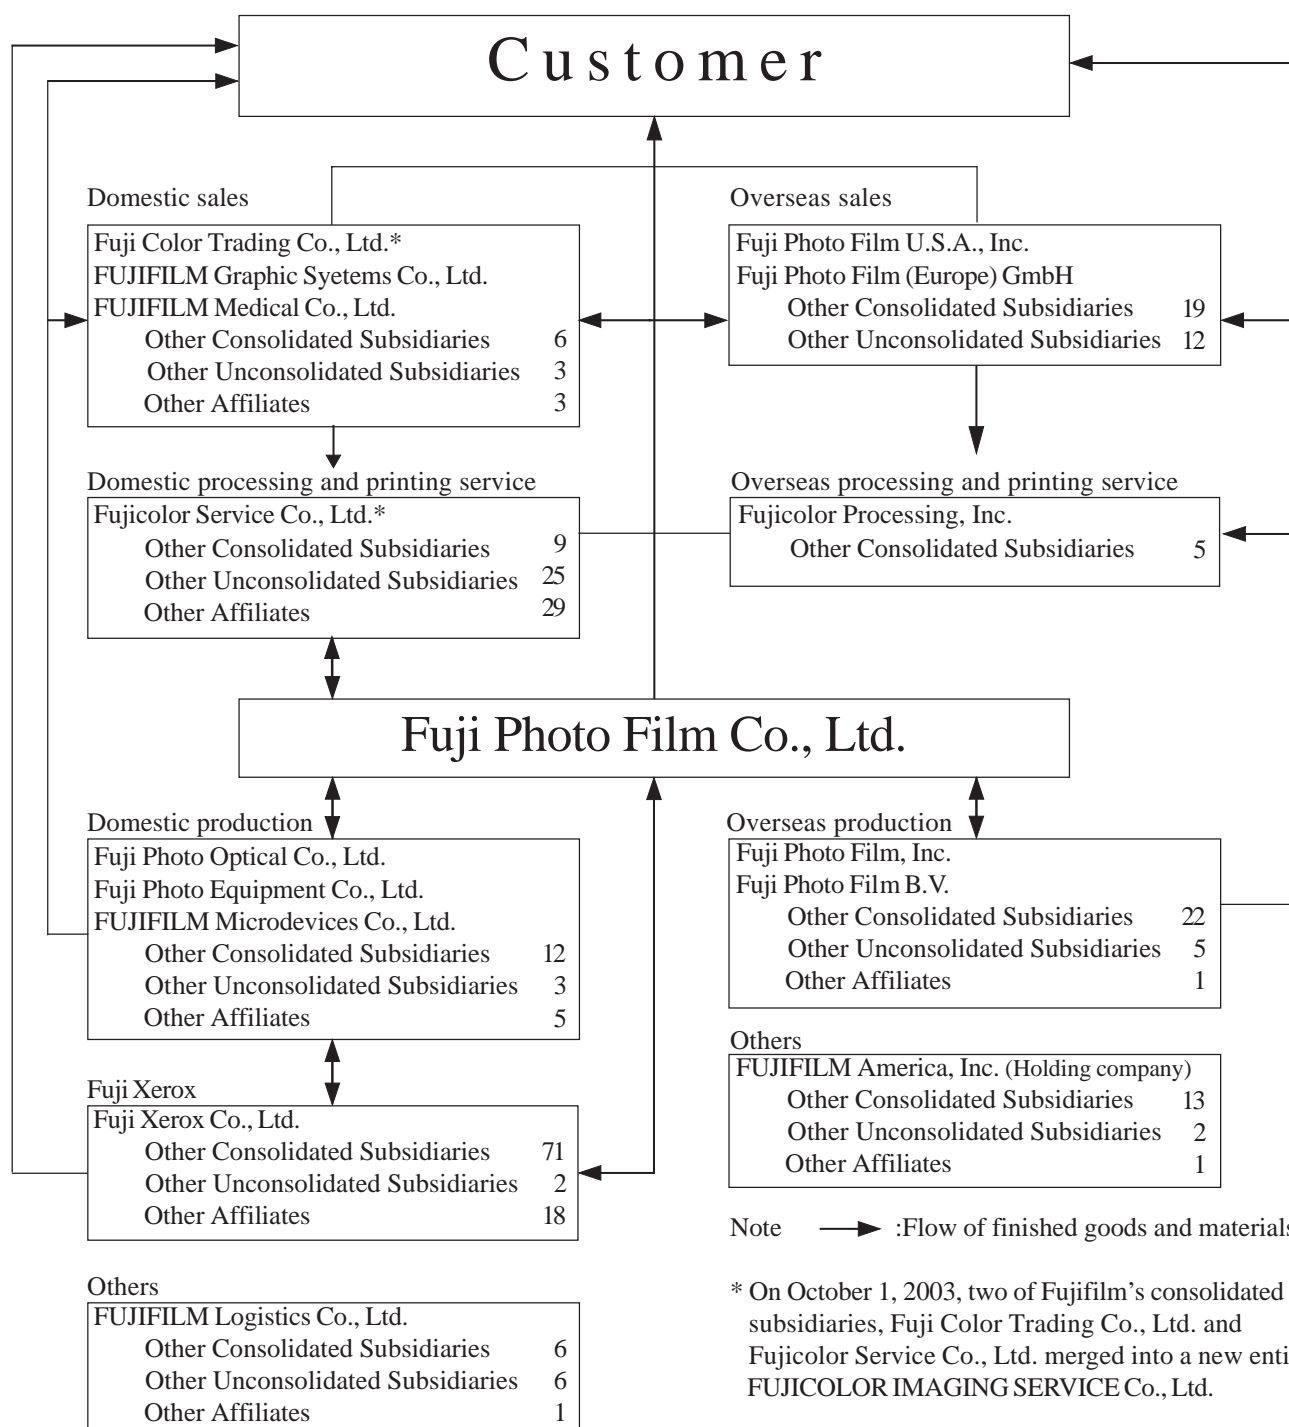 Customer
Domestic sales
Fuji Color Trading Co., Ltd.*
FUJIFILM Graphic Syetems Co., Ltd.
FUJIFILM Medical Co., Ltd.
Other Consolidated Subsidiaries 6
Other Unconsolidated Subsidiaries 3
Other Affiliates 3
Overseas sales
Fuji Photo Film U.S.A., Inc.
Fuji Photo Film (Europe) GmbH
Other Consolidated Subsidiaries 19
Other Unconsolidated Subsidiaries 12
Domestic processing and printing service
Fujicolor Service Co., Ltd.*
Other Consolidated Subsidiaries 9
Other Unconsolidated Subsidiaries 25
Other Affiliates 29
Overseas processing and printing service
Fujicolor Processing, Inc.
Other Consolidated Subsidiaries 5
Fuji Photo Film Co., Ltd.
Domestic production
Fuji Photo Optical Co., Ltd.
Fuji Photo Equipment Co., Ltd.
FUJIFILM Microdevices Co., Ltd.
Other Consolidated Subsidiaries 12
Other Unconsolidated Subsidiaries 3
Other Affiliates 5
Overseas production
Fuji Photo Film, Inc.
Fuji Photo Film B.V.
Other Consolidated Subsidiaries 22
Other Unconsolidated Subsidiaries 5
Other Affiliates 1
Fuji Xerox
Fuji Xerox Co., Ltd.
Other Consolidated Subsidiaries 71
Other Unconsolidated Subsidiaries 2
Other Affiliates 18
Others
FUJIFILM America, Inc. (Holding company)
Other Consolidated Subsidiaries 13
Other Unconsolidated Subsidiaries 2
Other Affiliates 1
Others
FUJIFILM Logistics Co., Ltd.
Other Consolidated Subsidiaries 6
Other Unconsolidated Subsidiaries 6
Other Affiliates 1
Note :Flow of finished goods and materials
* On October 1, 2003, two of Fujifilm’s consolidated
subsidiaries, Fuji Color Trading Co., Ltd. and
Fujicolor Service Co., Ltd. merged into a new enti
FUJICOLOR IMAGING SERVICE Co., Ltd.